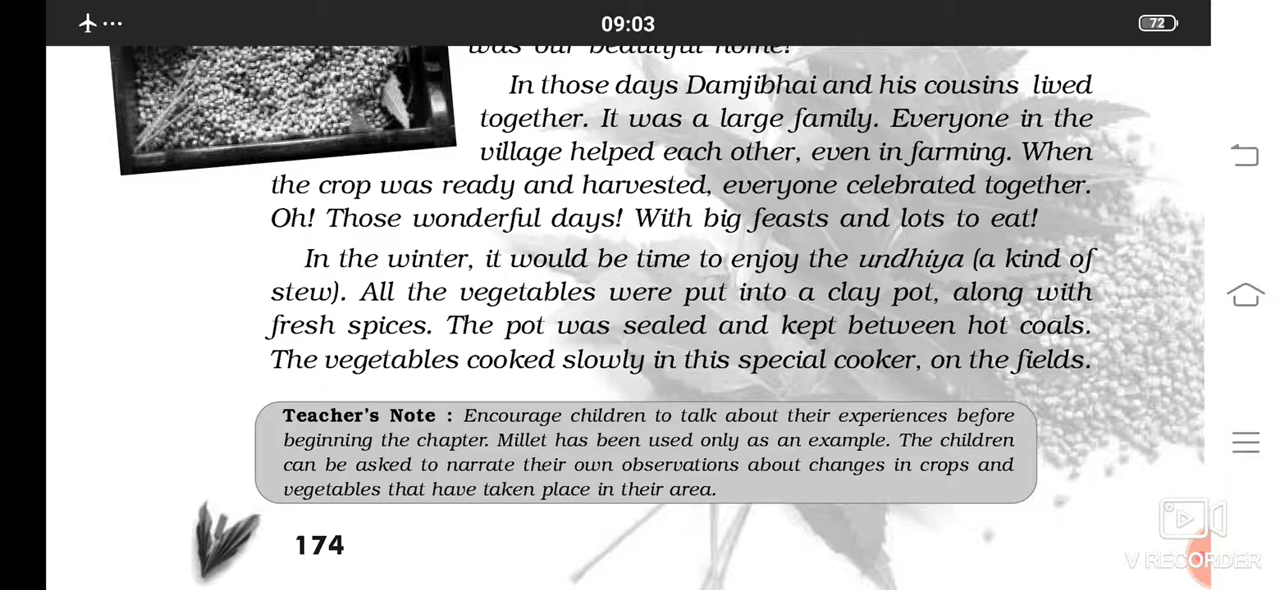 09:03
72
was our beautiful home!
In those days Damjibhai and his cousins lived
together. It was a large family. Everyone in the
village helped each other, even in farming. When
the crop was ready and harvested, everyone celebrated together.
Oh! Those wonderful days! With big feasts and lots to eat!
In the winter, it would be time to enjoy the undhiya (a kind of
stew). All the vegetables were put into a clay pot, along with
fresh spices. The pot was sealed and kept between hot coals.
The vegetables cooked slowly in this special cooker, on the fields.
Teacher's Note : Encourage children to talk about their experiences before
beginning the chapter. Millet has been used only as an example. The children
can be asked to narrate their own observations about changes in crops and
vegetables that have taken place in their area.
174
V RECORDER